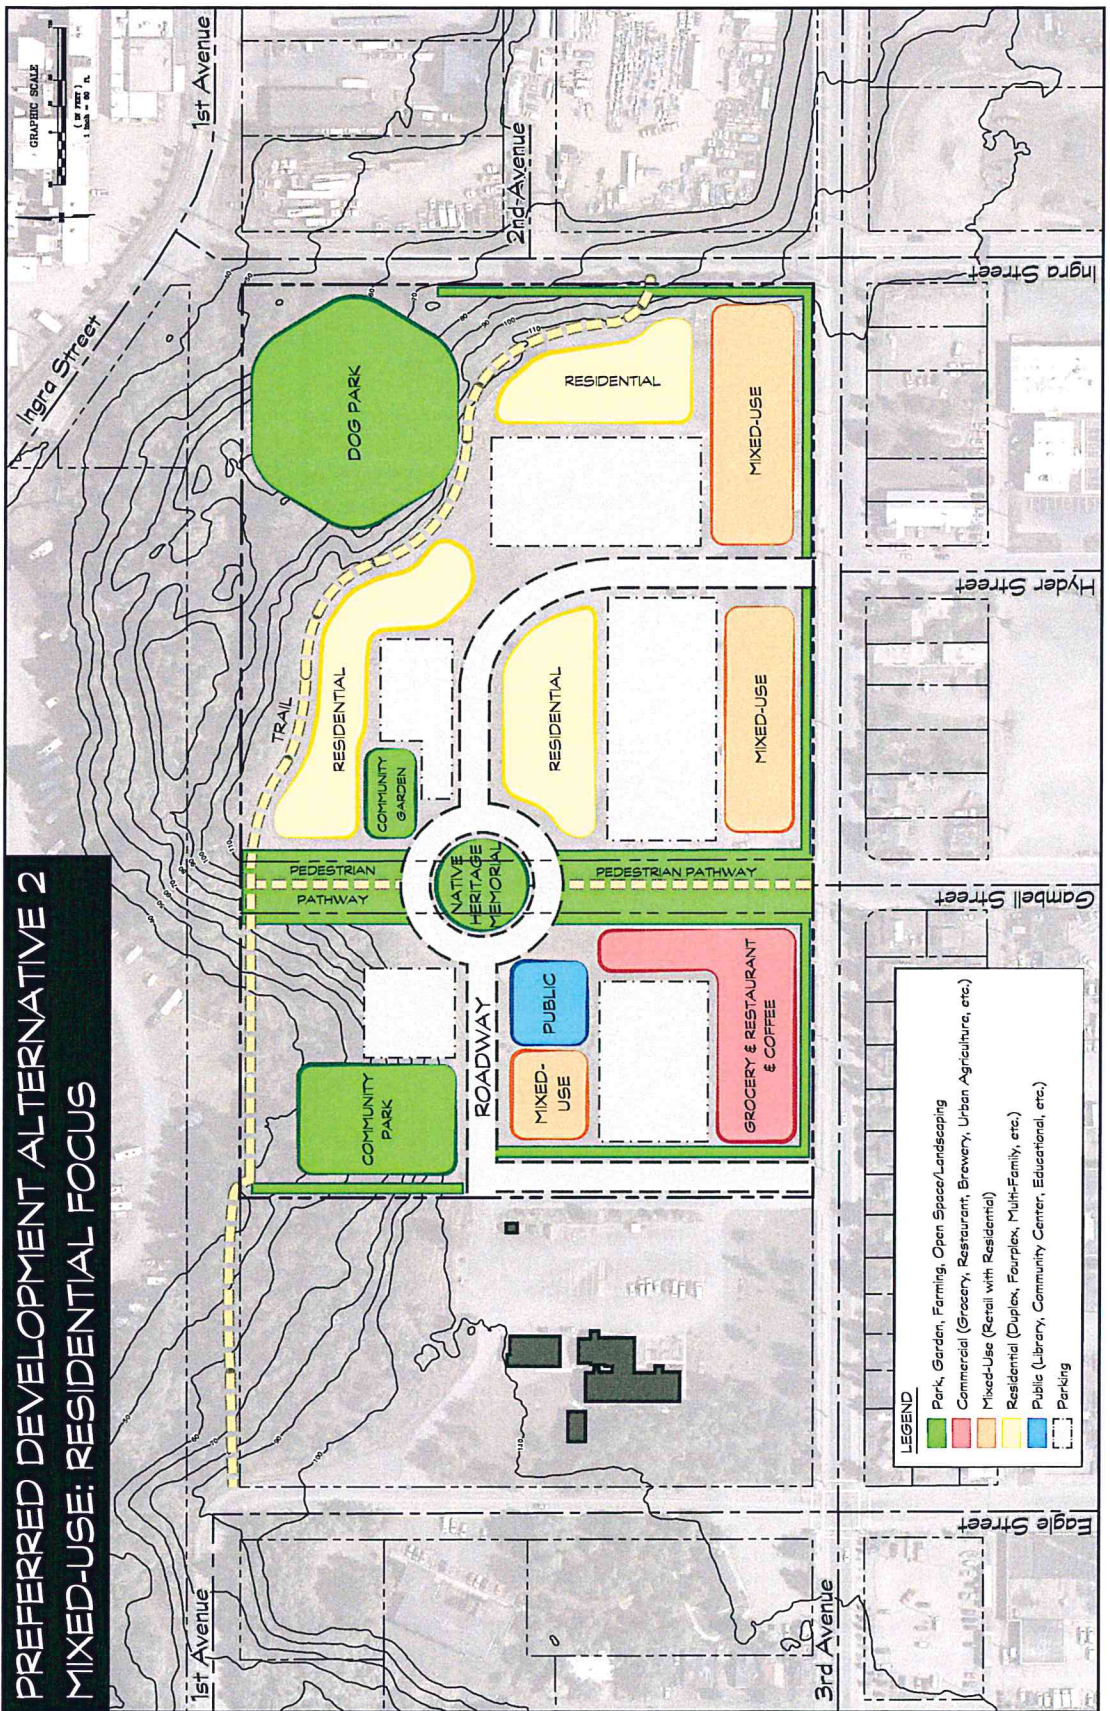 PREFERRED DEVELOPMENT ALTERNATIVE 2
MIXED-USE: RESIDENTIAL FOCUS
GRAPHIC SCALE
( IN FEET )
1 inch = 80 ft.
Ingra Street
1st Avenue
1st Avenue
2nd Avenue
3rd Avenue
Ingra Street
Hyder Street
Gambell Street
Eagle Street
TRAIL
DOG PARK
RESIDENTIAL
RESIDENTIAL
RESIDENTIAL
COMMUNITY
GARDEN
PEDESTRIAN
PATHWAY
NATIVE
HERITAGE
MEMORIAL
PEDESTRIAN PATHWAY
COMMUNITY
PARK
ROADWAY
PUBLIC
MIXED-
USE
MIXED-USE
MIXED-USE
GROCERY & RESTAURANT
& COFFEE
LEGEND
Park, Garden, Farming, Open Space/Landscaping
Commercial (Grocery, Restaurant, Brewery, Urban Agriculture, etc.)
Mixed-Use (Retail with Residential)
Residential (Duplex, Fourplex, Multi-Family, etc.)
Public (Library, Community Center, Educational, etc.)
Parking